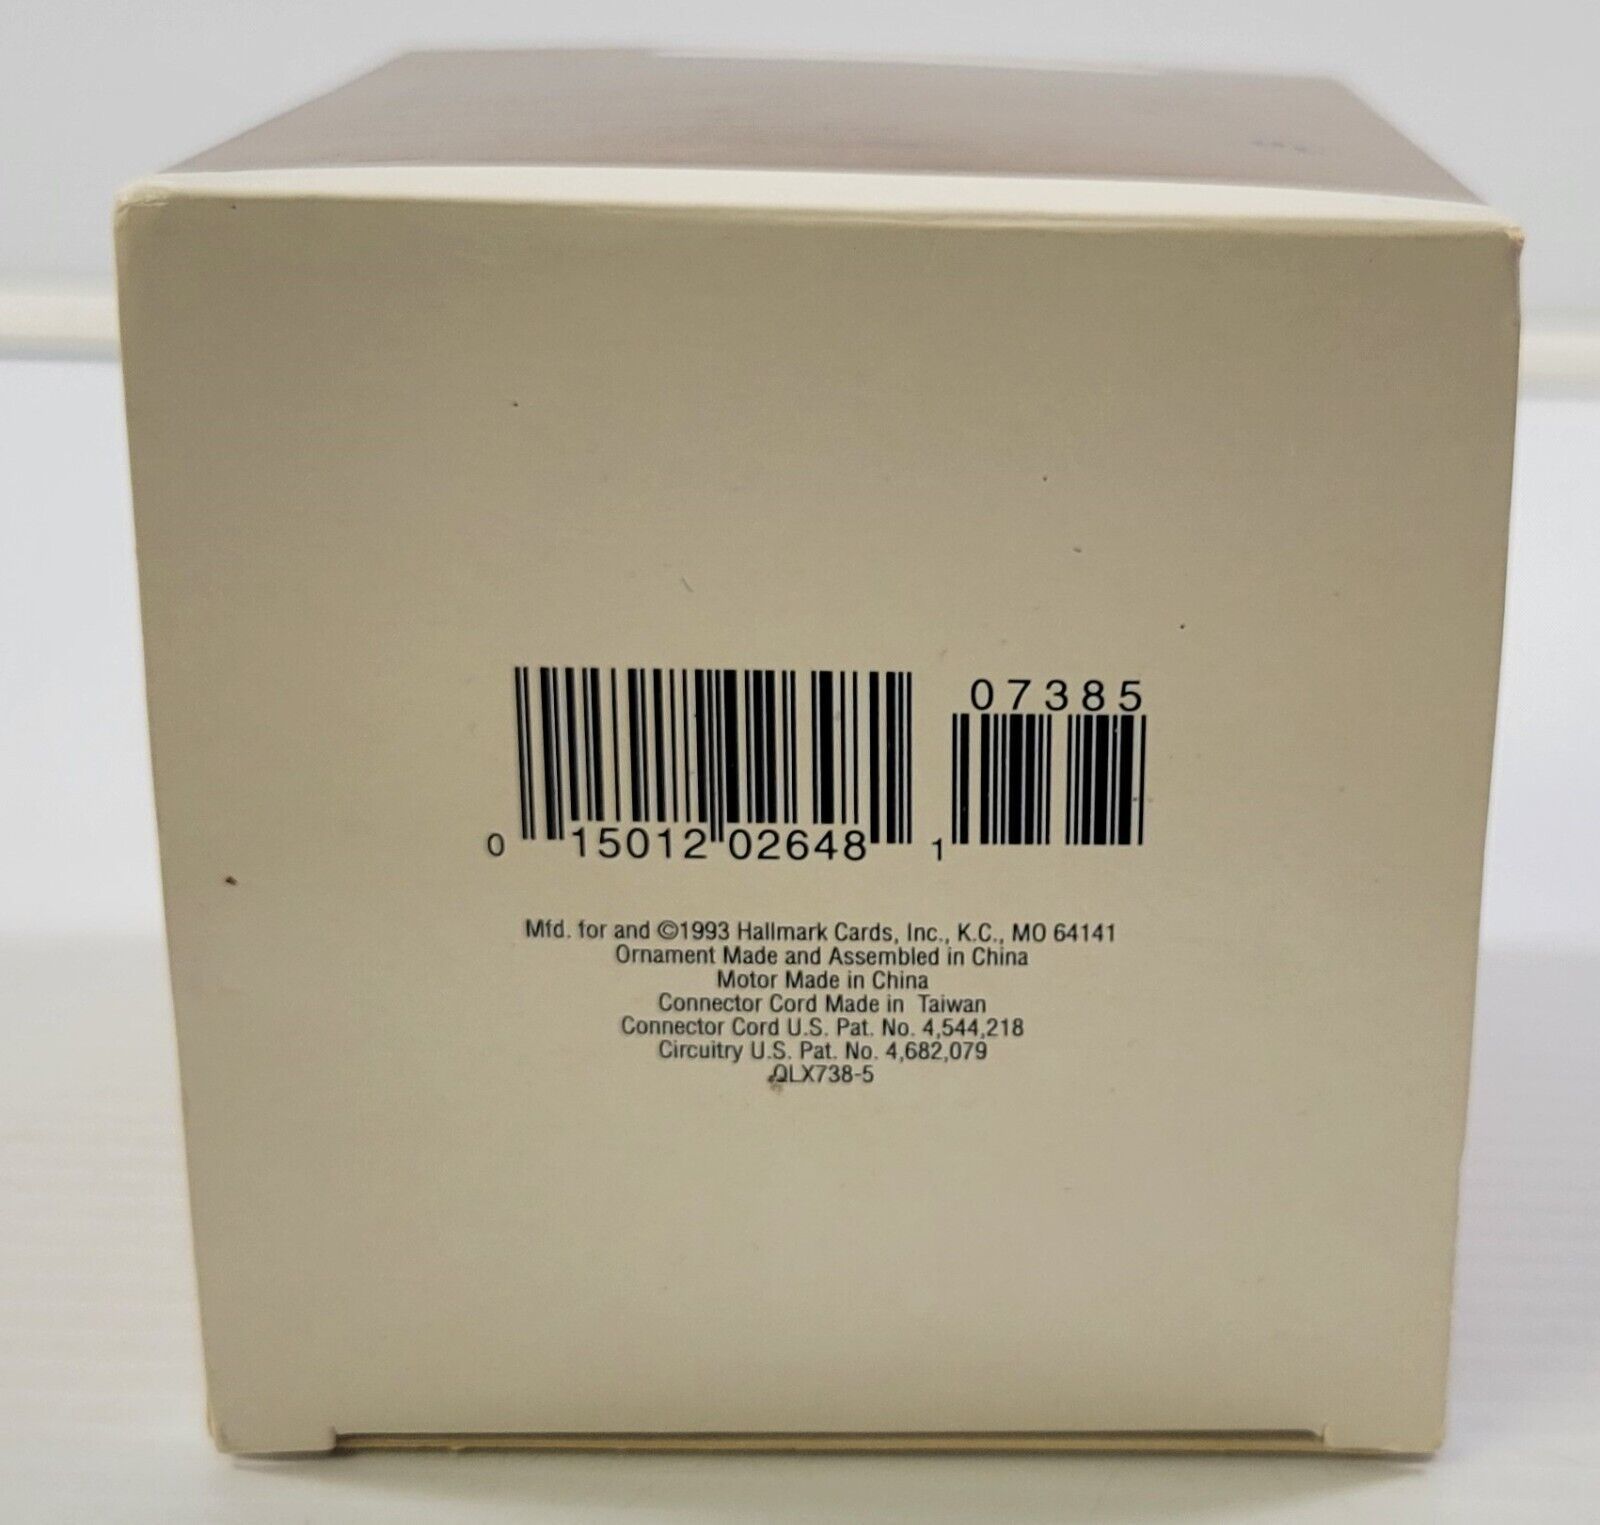 07385
0 15012 02648 1
Mfd. for and ©1993 Hallmark Cards, Inc., K.C., MO 64141
Ornament Made and Assembled in China
Motor Made in China
Connector Cord Made in Taiwan
Connector Cord U.S. Pat. No. 4,544,218
Circuitry U.S. Pat. No. 4,682,079
QLX738-5